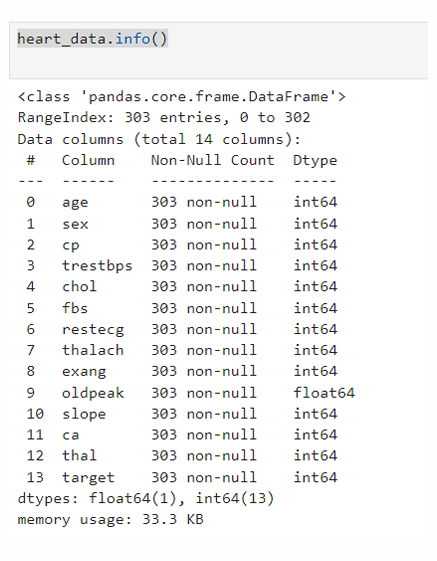 heart_data.info()
<class 'pandas.core.frame.DataFrame'>
RangeIndex: 303 entries, 0 to 302
Data columns (total 14 columns):
 #   Column    Non-Null Count  Dtype
---  ------    --------------  -----
 0   age       303 non-null    int64
 1   sex       303 non-null    int64
 2   cp        303 non-null    int64
 3   trestbps  303 non-null    int64
 4   chol      303 non-null    int64
 5   fbs       303 non-null    int64
 6   restecg   303 non-null    int64
 7   thalach   303 non-null    int64
 8   exang     303 non-null    int64
 9   oldpeak   303 non-null    float64
 10  slope     303 non-null    int64
 11  ca        303 non-null    int64
 12  thal      303 non-null    int64
 13  target    303 non-null    int64
dtypes: float64(1), int64(13)
memory usage: 33.3 KB